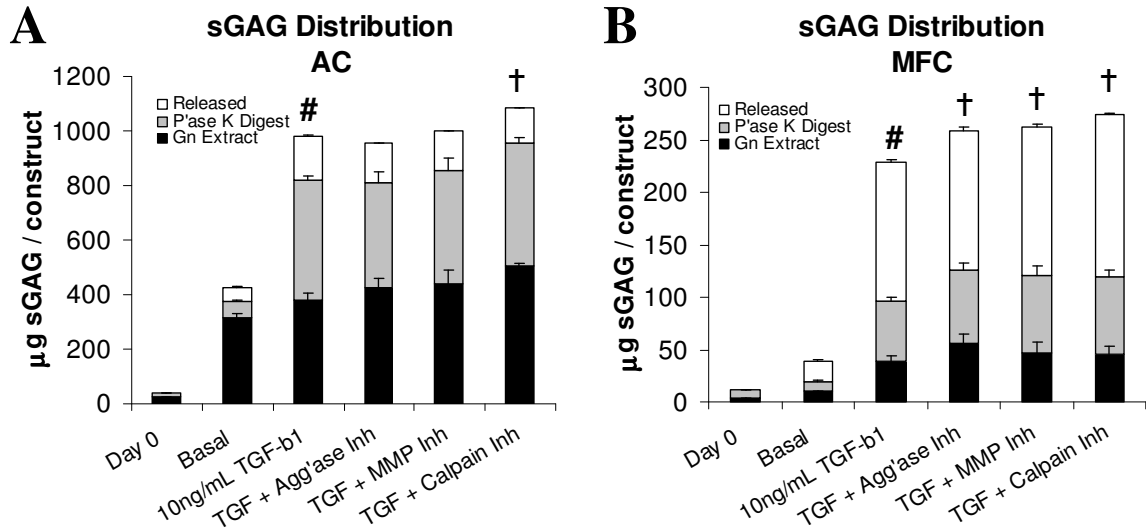 A
sGAG Distribution
AC
µg sGAG / construct
1200
1000
800
600
400
200
0
Released
P'ase K Digest
Gn Extract
#
†
Day 0
Basal
10ng/mL TGF-b1
TGF + Agg'ase Inh
TGF + MMP Inh
TGF + Calpain Inh
B
sGAG Distribution
MFC
µg sGAG / construct
300
250
200
150
100
50
0
Released
P'ase K Digest
Gn Extract
#
†
†
†
Day 0
Basal
10ng/mL TGF-b1
TGF + Agg'ase Inh
TGF + MMP Inh
TGF + Calpain Inh